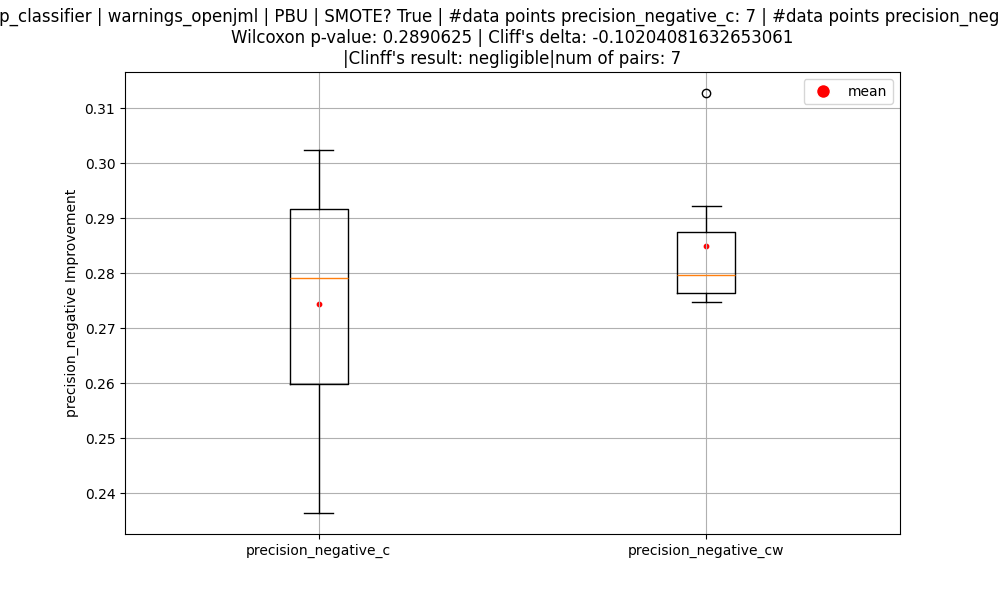 p_classifier | warnings_openjml | PBU | SMOTE? True | #data points precision_negative_c: 7 | #data points precision_neg
Wilcoxon p-value: 0.2890625 | Cliff's delta: -0.10204081632653061
|Clinff's result: negligible|num of pairs: 7
mean
0.31
0.30
0.29
0.28
0.27
0.26
0.25
0.24
precision_negative Improvement
precision_negative_c
precision_negative_cw